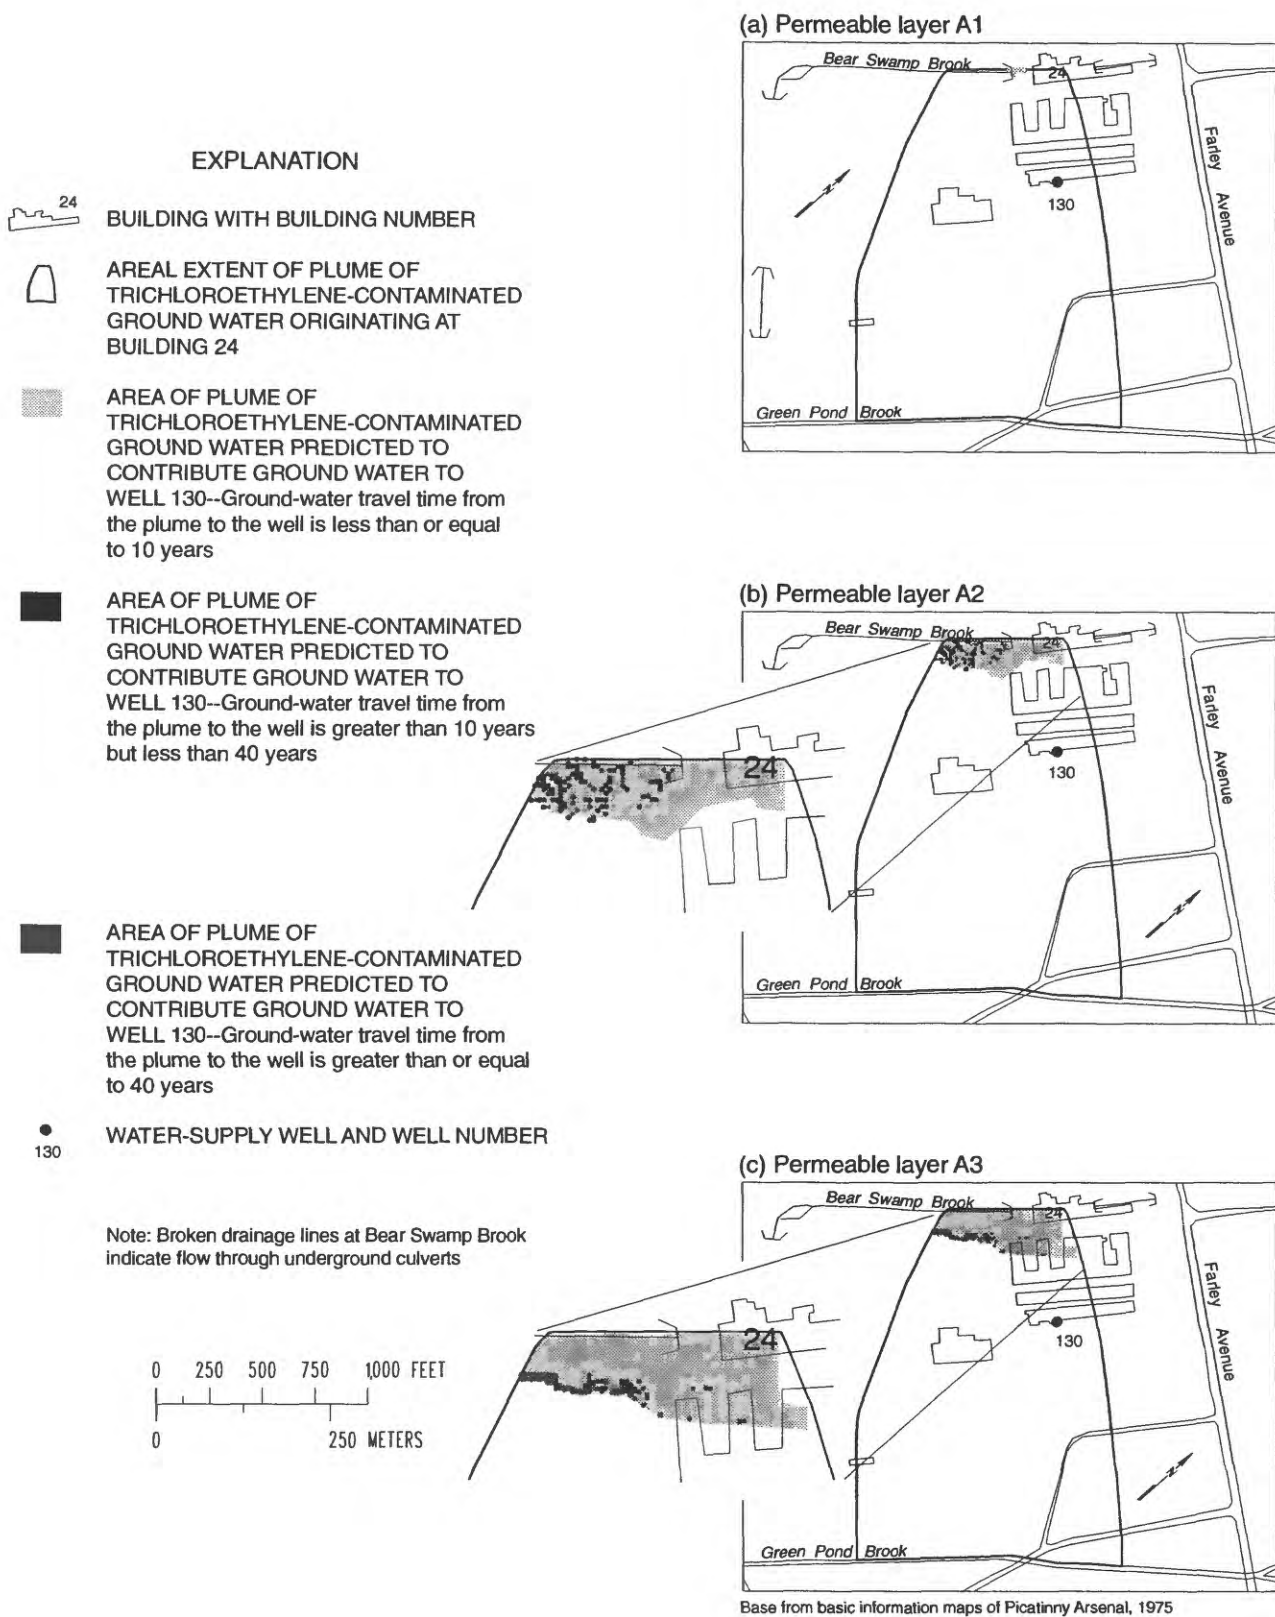 EXPLANATION
24
BUILDING WITH BUILDING NUMBER
AREAL EXTENT OF PLUME OF
TRICHLOROETHYLENE-CONTAMINATED
GROUND WATER ORIGINATING AT
BUILDING 24
AREA OF PLUME OF
TRICHLOROETHYLENE-CONTAMINATED
GROUND WATER PREDICTED TO
CONTRIBUTE GROUND WATER TO
WELL 130--Ground-water travel time from
the plume to the well is less than or equal
to 10 years
AREA OF PLUME OF
TRICHLOROETHYLENE-CONTAMINATED
GROUND WATER PREDICTED TO
CONTRIBUTE GROUND WATER TO
WELL 130--Ground-water travel time from
the plume to the well is greater than 10 years
but less than 40 years
AREA OF PLUME OF
TRICHLOROETHYLENE-CONTAMINATED
GROUND WATER PREDICTED TO
CONTRIBUTE GROUND WATER TO
WELL 130--Ground-water travel time from
the plume to the well is greater than or equal
to 40 years
130
WATER-SUPPLY WELL AND WELL NUMBER
Note: Broken drainage lines at Bear Swamp Brook
indicate flow through underground culverts
0 250 500 750 1,000 FEET
0 250 METERS
(a) Permeable layer A1
Bear Swamp Brook
24
Farley Avenue
N
130
Green Pond Brook
(b) Permeable layer A2
Bear Swamp Brook
24
Farley Avenue
24
130
N
Green Pond Brook
(c) Permeable layer A3
Bear Swamp Brook
24
Farley Avenue
24
130
N
Green Pond Brook
Base from basic information maps of Picatinny Arsenal, 1975